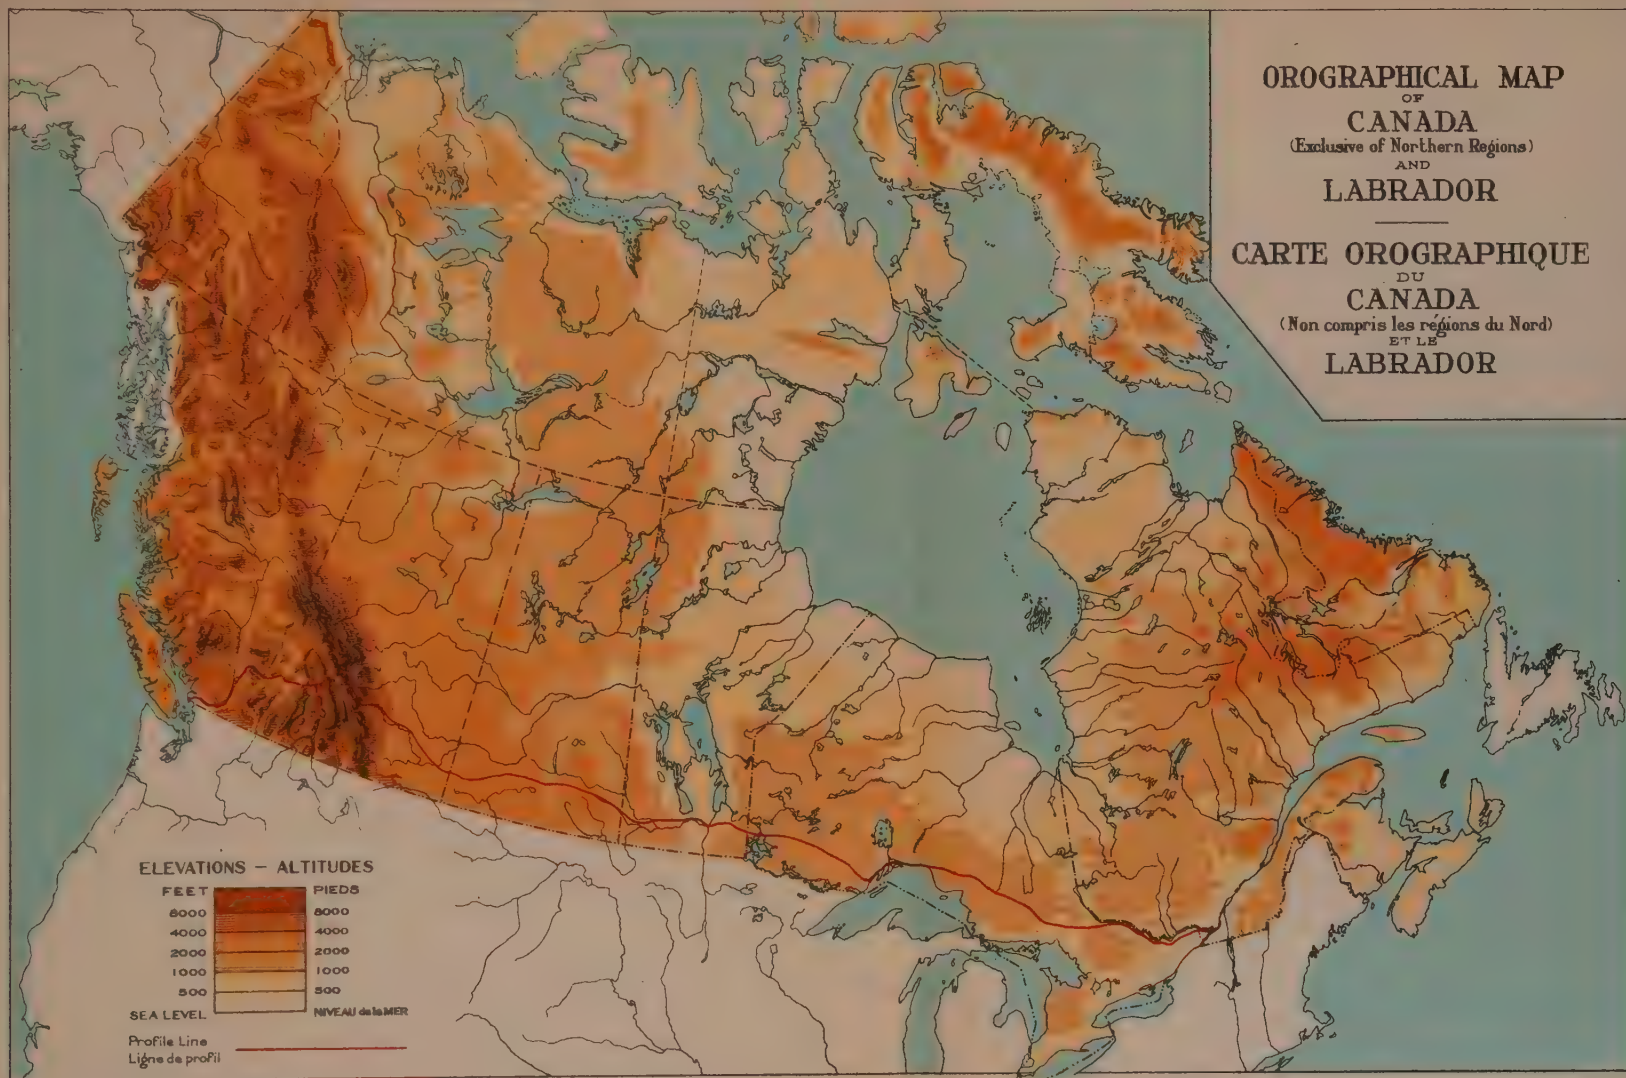 OROGRAPHICAL MAP
OF
CANADA
(Exclusive of Northern Regions)
AND
LABRADOR
CARTE OROGRAPHIQUE
DU
CANADA
(Non compris les régions du Nord)
ET LE
LABRADOR
ELEVATIONS – ALTITUDES
FEET PIEDS
6000 6000
4000 4000
2000 2000
1000 1000
500 500
SEA LEVEL NIVEAU de la MER
Profile Line
Ligne de profil